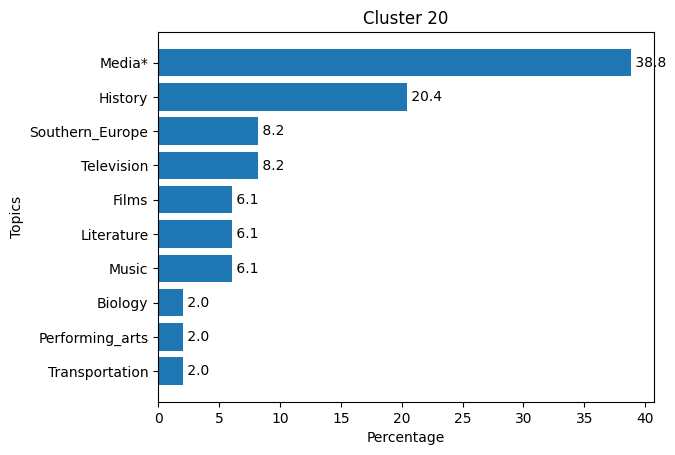 Cluster 20
Topics
Media* 38.8
History 20.4
Southern_Europe 8.2
Television 8.2
Films 6.1
Literature 6.1
Music 6.1
Biology 2.0
Performing_arts 2.0
Transportation 2.0
0 5 10 15 20 25 30 35 40
Percentage